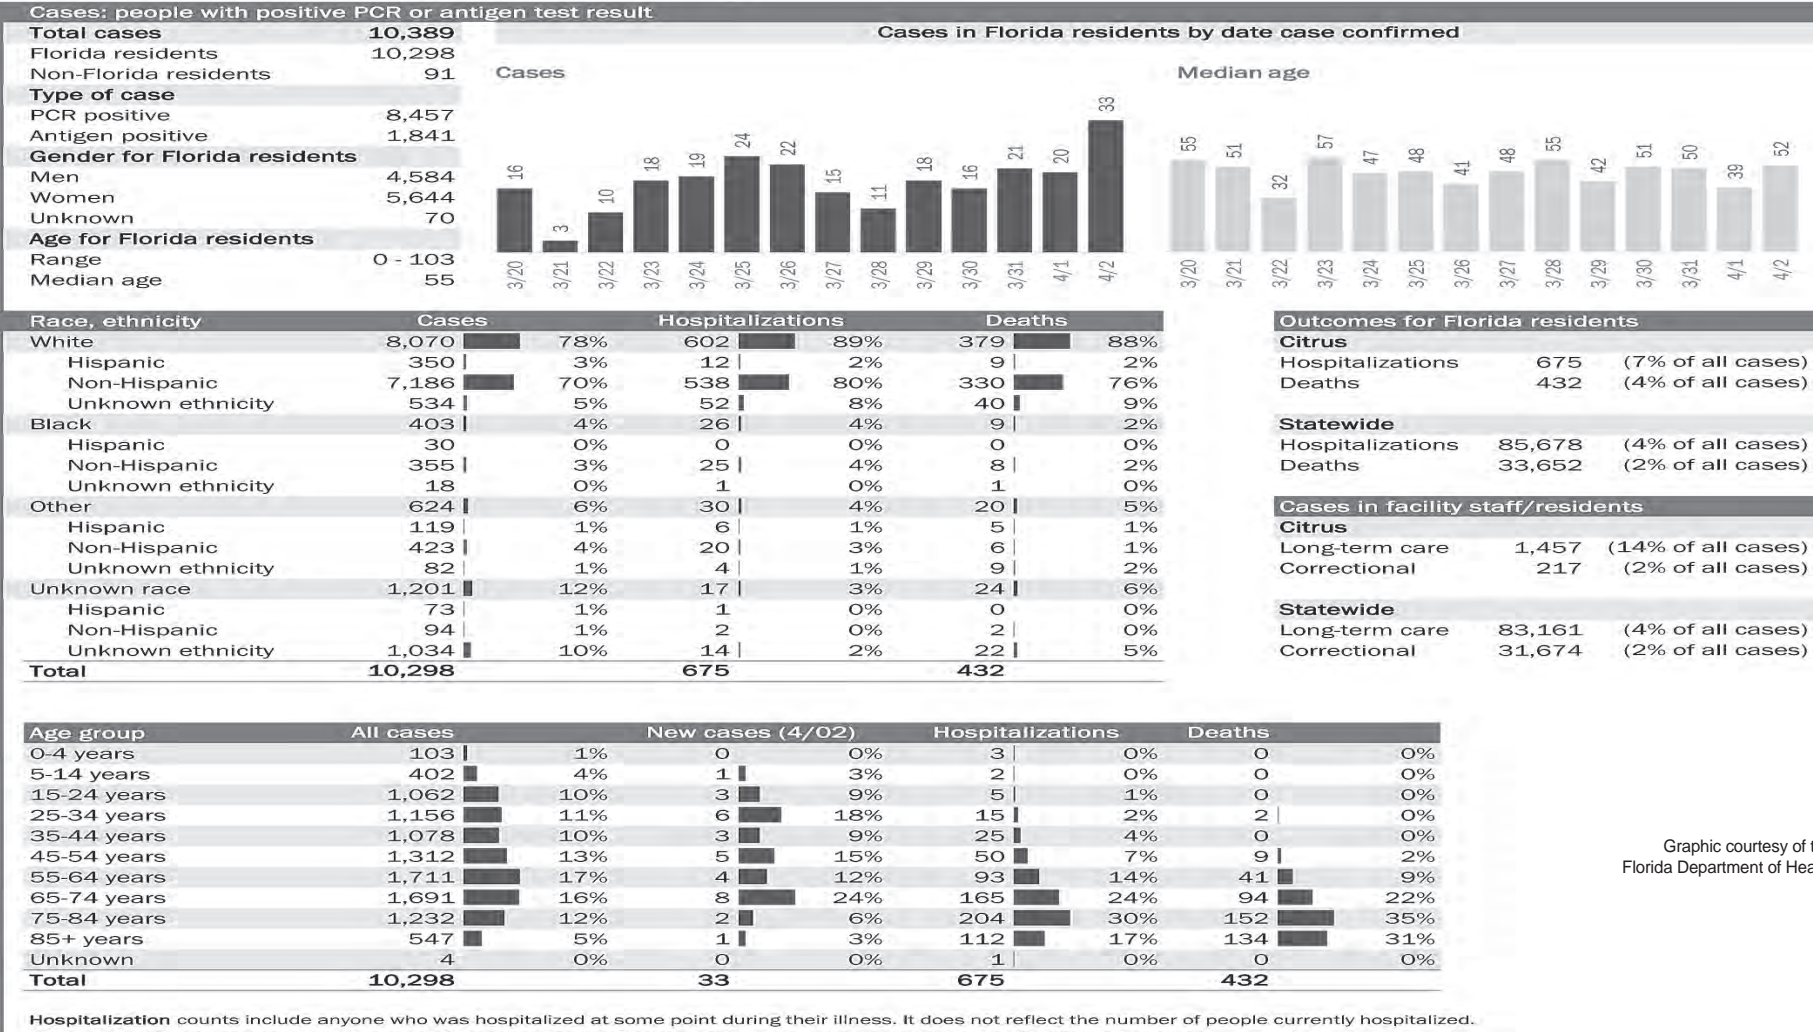 Cases: people with positive PCR or antigen test result
Total cases 10,389
Florida residents 10,298
Non-Florida residents 91
Type of case
PCR positive 8,457
Antigen positive 1,841
Gender for Florida residents
Men 4,584
Women 5,644
Unknown 70
Age for Florida residents
Range 0 - 103
Median age 55
Cases in Florida residents by date case confirmed
Cases
16 3 10 18 19 24 22 15 11 18 16 21 20 33
3/20 3/21 3/22 3/23 3/24 3/25 3/26 3/27 3/28 3/29 3/30 3/31 4/1 4/2
Median age
55 51 32 57 47 48 41 48 55 42 51 50 39 52
3/20 3/21 3/22 3/23 3/24 3/25 3/26 3/27 3/28 3/29 3/30 3/31 4/1 4/2
Race, ethnicity Cases Hospitalizations Deaths
White 8,070 78% 602 89% 379 88%
Hispanic 350 3% 12 2% 9 2%
Non-Hispanic 7,186 70% 538 80% 330 76%
Unknown ethnicity 534 5% 52 8% 40 9%
Black 403 4% 26 4% 9 2%
Hispanic 30 0% 0 0% 0 0%
Non-Hispanic 355 3% 25 4% 8 2%
Unknown ethnicity 18 0% 1 0% 1 0%
Other 624 6% 30 4% 20 5%
Hispanic 119 1% 6 1% 5 1%
Non-Hispanic 423 4% 20 3% 6 1%
Unknown ethnicity 82 1% 4 1% 9 2%
Unknown race 1,201 12% 17 3% 24 6%
Hispanic 73 1% 1 0% 0 0%
Non-Hispanic 94 1% 2 0% 2 0%
Unknown ethnicity 1,034 10% 14 2% 22 5%
Total 10,298 675 432
Outcomes for Florida residents
Citrus
Hospitalizations 675 (7% of all cases)
Deaths 432 (4% of all cases)
Statewide
Hospitalizations 85,678 (4% of all cases)
Deaths 33,652 (2% of all cases)
Cases in facility staff/residents
Citrus
Long-term care 1,457 (14% of all cases)
Correctional 217 (2% of all cases)
Statewide
Long-term care 83,161 (4% of all cases)
Correctional 31,674 (2% of all cases)
Age group All cases New cases (4/02) Hospitalizations Deaths
0-4 years 103 1% 0 0% 3 0% 0 0%
5-14 years 402 4% 1 3% 2 0% 0 0%
15-24 years 1,062 10% 3 9% 5 1% 0 0%
25-34 years 1,156 11% 6 18% 15 2% 2 0%
35-44 years 1,078 10% 3 9% 25 4% 0 0%
45-54 years 1,312 13% 5 15% 50 7% 9 2%
55-64 years 1,711 17% 4 12% 93 14% 41 9%
65-74 years 1,691 16% 8 24% 165 24% 94 22%
75-84 years 1,232 12% 2 6% 204 30% 152 35%
85+ years 547 5% 1 3% 112 17% 134 31%
Unknown 4 0% 0 0% 1 0% 0 0%
Total 10,298 33 675 432
Graphic courtesy of
Florida Department of
Hospitalization counts include anyone who was hospitalized at some point during their illness. It does not reflect the number of people currently hospitalized.